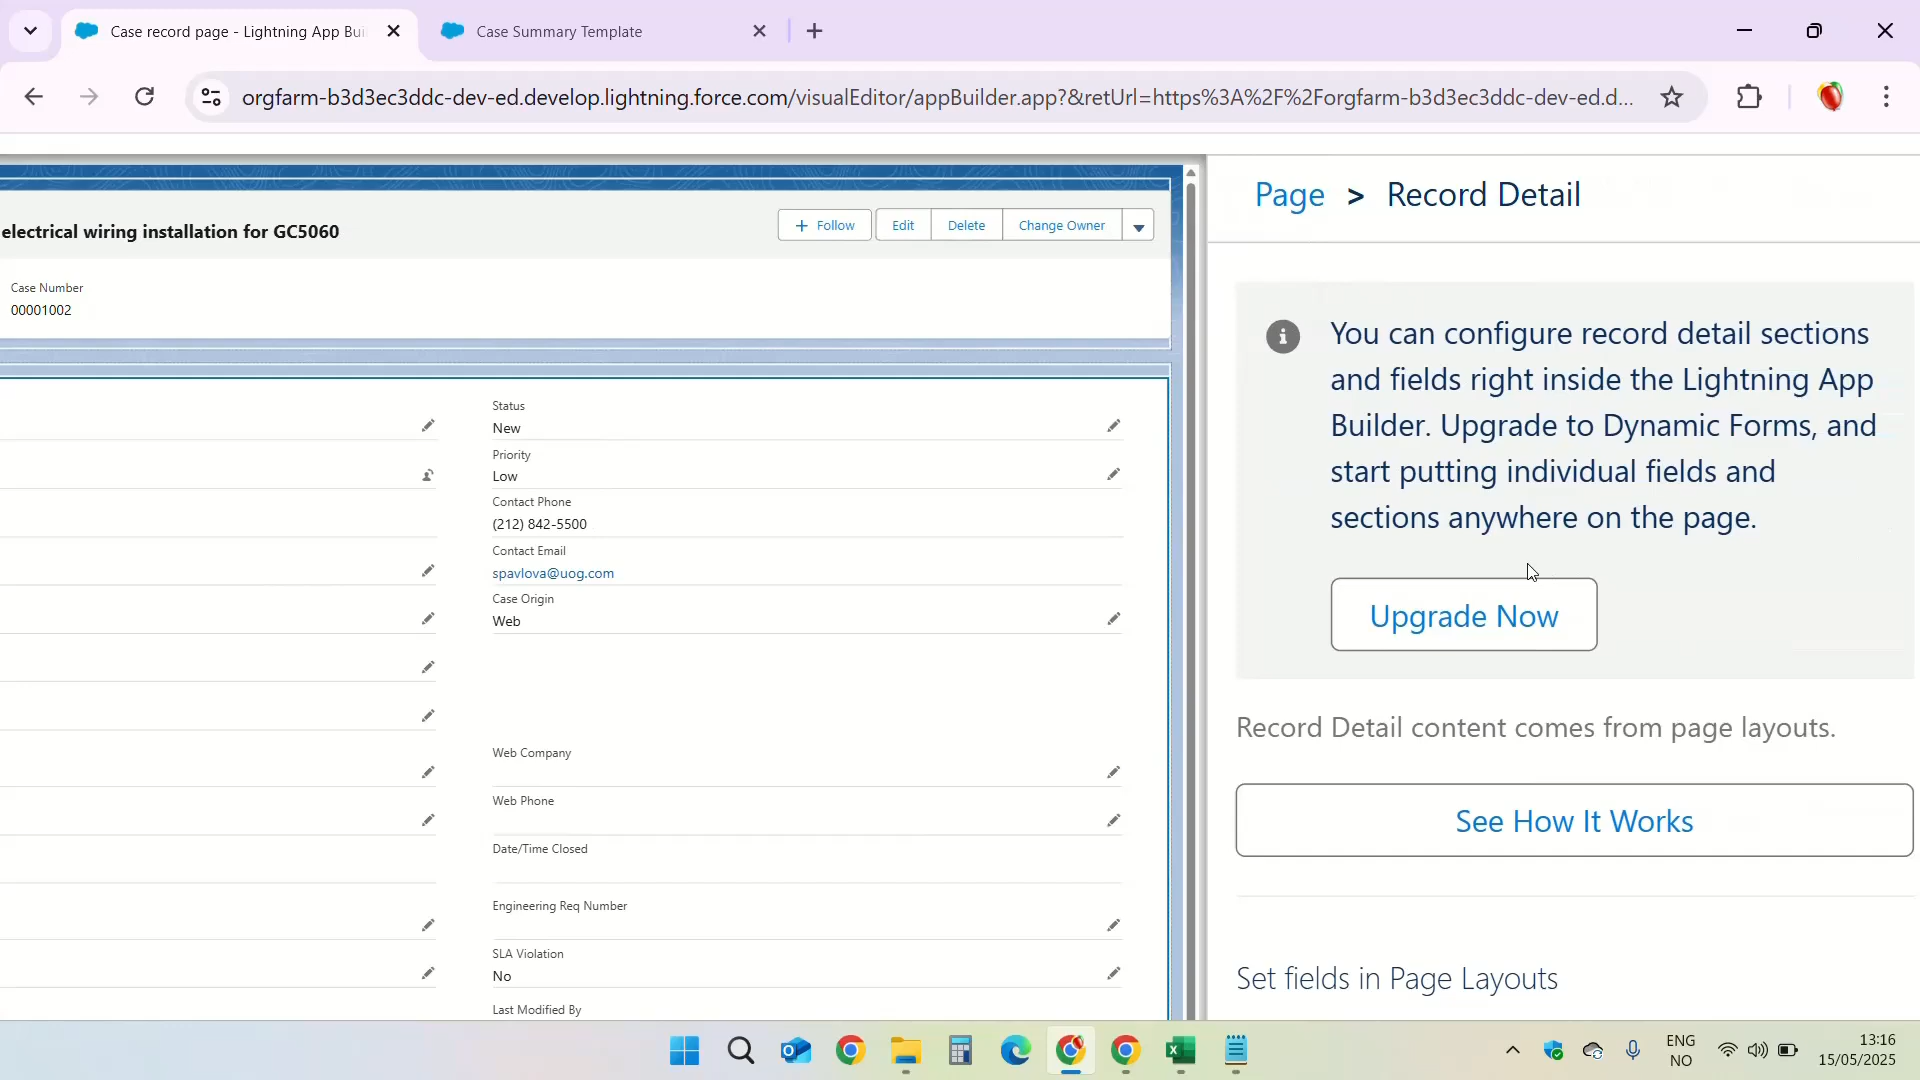 Case record page - Lightning App Bui
Case Summary Template
orgfarm-b3d3ec3ddc-dev-ed.develop.lightning.force.com/visualEditor/appBuilder.app?&retUrl=https%3A%2F%2Forgfarm-b3d3ec3ddc-dev-ed.d...
electrical wiring installation for GC5060
+ Follow
Edit
Delete
Change Owner
Case Number
00001002
Status
New
Priority
Low
Contact Phone
(212) 842-5500
Contact Email
spavlova@uog.com
Case Origin
Web
Web Company
Web Phone
Date/Time Closed
Engineering Req Number
SLA Violation
No
Last Modified By
Page > Record Detail
You can configure record detail sections
and fields right inside the Lightning App
Builder. Upgrade to Dynamic Forms, and
start putting individual fields and
sections anywhere on the page.
Upgrade Now
Record Detail content comes from page layouts.
See How It Works
Set fields in Page Layouts
ENG
NO
13:16
15/05/2025